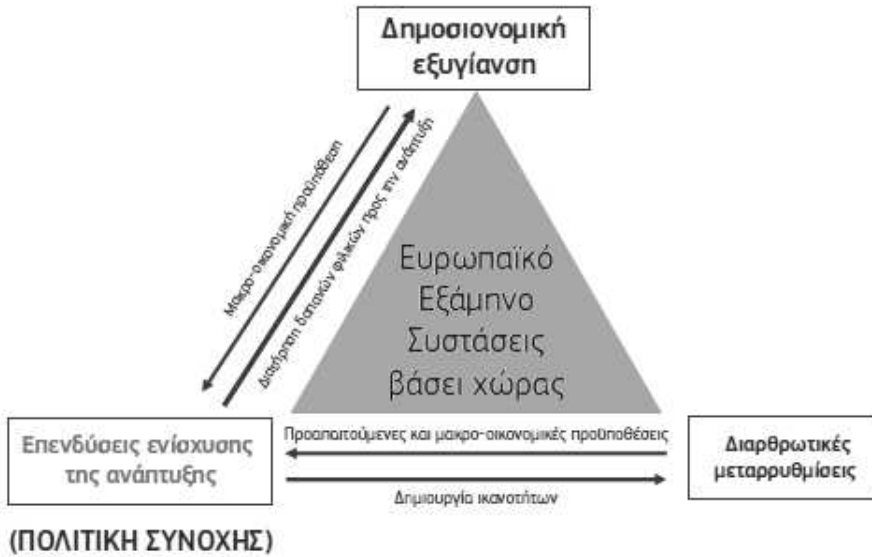 Δημοσιονομική
εξυγίανση
Μακρο-οικονομική προϋπόθεση
Διατήρηση δαπανών φιλικών προς την ανάπτυξη
Ευρωπαϊκό
Εξάμηνο
Συστάσεις
βάσει χώρας
Επενδύσεις ενίσχυσης
της ανάπτυξης
Προαπαιτούμενες και μακρο-οικονομικές προϋποθέσεις
Δημιουργία ικανοτήτων
Διαρθρωτικές
μεταρρυθμίσεις
(ΠΟΛΙΤΙΚΗ ΣΥΝΟΧΗΣ)